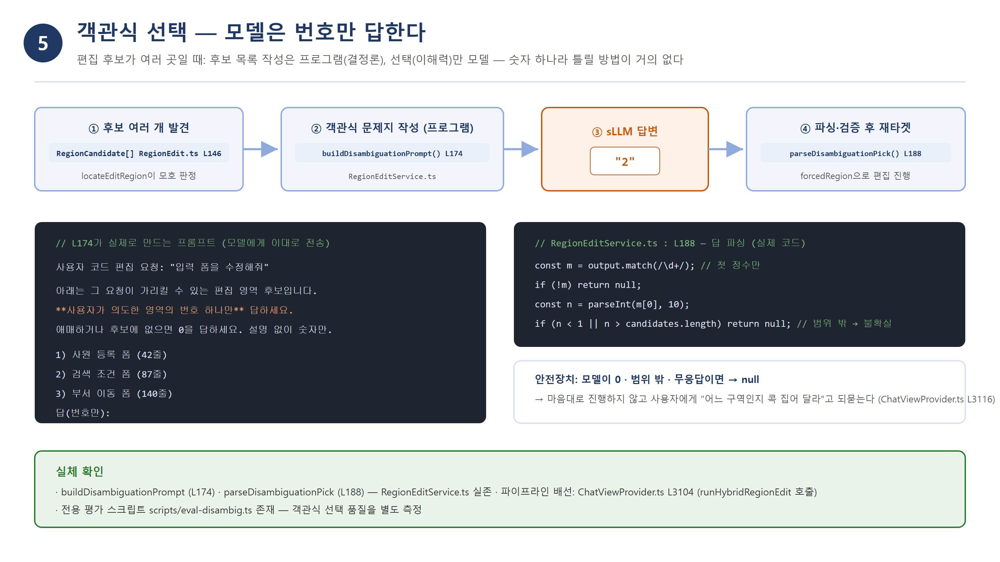 5
객관식 선택 — 모델은 번호만 답한다
편집 후보가 여러 곳일 때: 후보 목록 작성은 프로그램(결정론), 선택(이해력)만 모델 — 숫자 하나라 틀릴 방법이 거의 없다
① 후보 여러 개 발견
RegionCandidate[] RegionEdit.ts L146
locateEditRegion이 모호 판정
② 객관식 문제지 작성 (프로그램)
buildDisambiguationPrompt() L174
RegionEditService.ts
③ sLLM 답변
"2"
④ 파싱·검증 후 재타겟
parseDisambiguationPick() L188
forcedRegion으로 편집 진행
// L174가 실제로 만드는 프롬프트 (모델에게 이대로 전송)
사용자 코드 편집 요청: "입력 폼을 수정해줘"
아래는 그 요청이 가리킬 수 있는 편집 영역 후보입니다.
**사용자가 의도한 영역의 번호 하나만** 답하세요.
애매하거나 후보에 없으면 0을 답하세요. 설명 없이 숫자만.
1) 사원 등록 폼 (42줄)
2) 검색 조건 폼 (87줄)
3) 부서 이동 폼 (140줄)
답(번호만):
// RegionEditService.ts : L188 — 답 파싱 (실제 코드)
const m = output.match(/\d+/); // 첫 정수만
if (!m) return null;
const n = parseInt(m[0], 10);
if (n < 1 || n > candidates.length) return null; // 범위 밖 → 불확실
안전장치: 모델이 0 · 범위 밖 · 무응답이면 → null
→ 마음대로 진행하지 않고 사용자에게 "어느 구역인지 콕 집어 달라"고 되묻는다 (ChatViewProvider.ts L3116)
실체 확인
· buildDisambiguationPrompt (L174) · parseDisambiguationPick (L188) — RegionEditService.ts 실존 · 파이프라인 배선: ChatViewProvider.ts L3104 (runHybridRegionEdit 호출)
· 전용 평가 스크립트 scripts/eval-disambig.ts 존재 — 객관식 선택 품질을 별도 측정